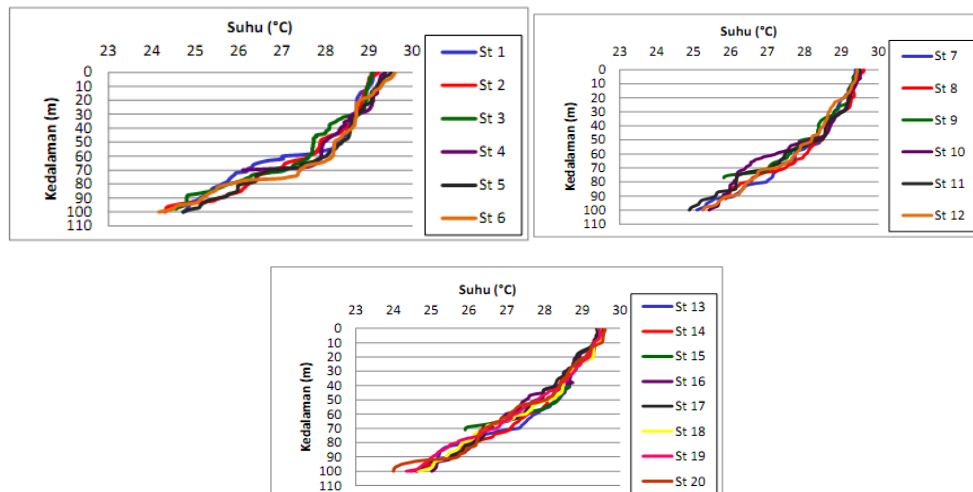 Suhu (°C)
23 24 25 26 27 28 29 30
Kedalaman (m)
0
10
20
30
40
50
60
70
80
90
100
110
St 1
St 2
St 3
St 4
St 5
St 6
Suhu (°C)
23 24 25 26 27 28 29 30
Kedalaman (m)
0
10
20
30
40
50
60
70
80
90
100
110
St 7
St 8
St 9
St 10
St 11
St 12
Suhu (°C)
23 24 25 26 27 28 29 30
Kedalaman (m)
0
10
20
30
40
50
60
70
80
90
100
110
St 13
St 14
St 15
St 16
St 17
St 18
St 19
St 20